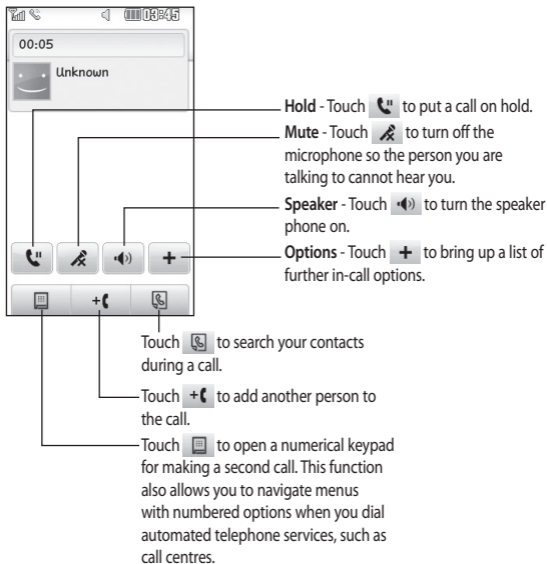 03:45
00:05
Unknown
Hold - Touch to put a call on hold.
Mute - Touch to turn off the
microphone so the person you are
talking to cannot hear you.
Speaker - Touch to turn the speaker
phone on.
Options - Touch + to bring up a list of
further in-call options.
Touch to search your contacts
during a call.
Touch to add another person to
the call.
Touch to open a numerical keypad
for making a second call. This function
also allows you to navigate menus
with numbered options when you dial
automated telephone services, such as
call centres.